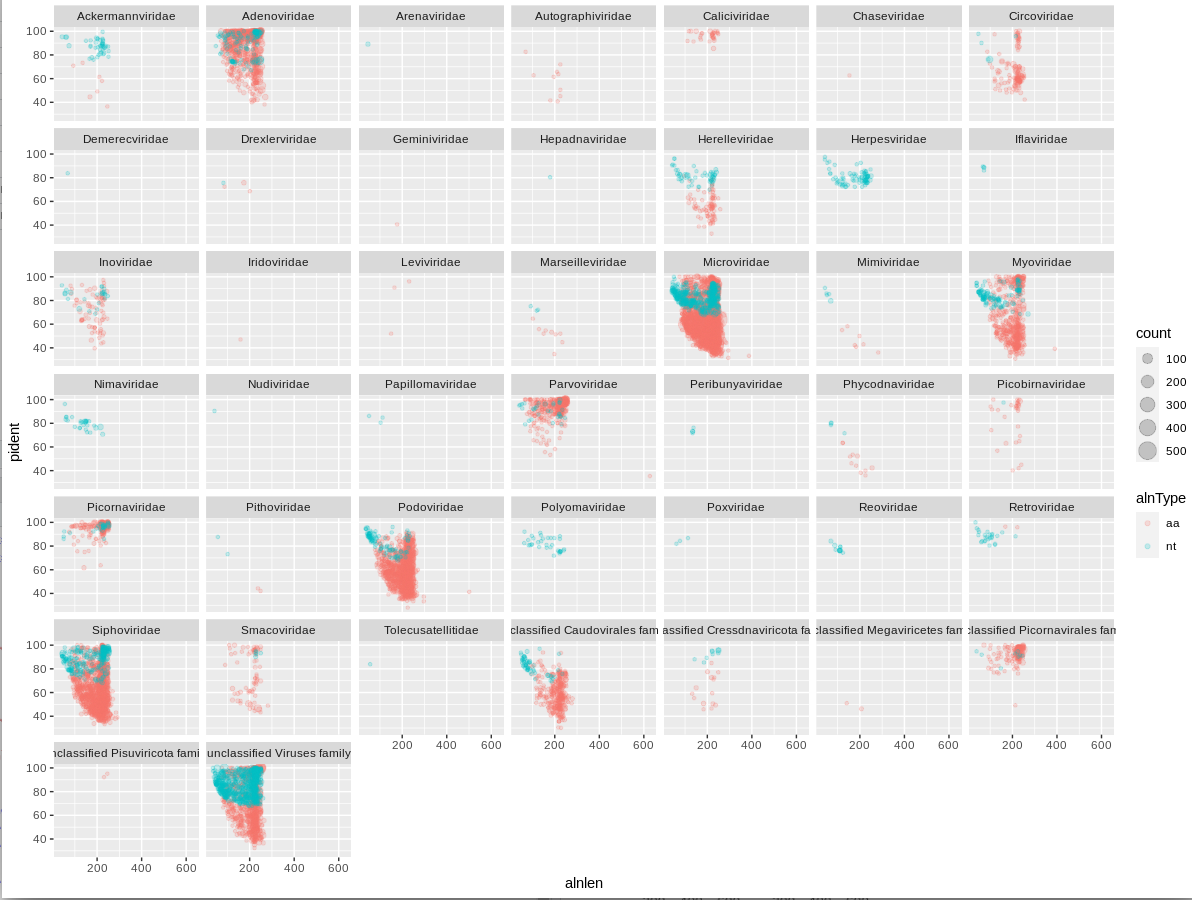 Ackermannviridae Adenoviridae Arenaviridae Autographiviridae Caliciviridae Chaseviridae Circoviridae
100
80
60
40
Demerecviridae Drexlerviridae Geminiviridae Hepadnaviridae Herelleviridae Herpesviridae Iflaviridae
100
80
60
40
Inoviridae Iridoviridae Leviviridae Marseilleviridae Microviridae Mimiviridae Myoviridae
100
80
60
40
Nimaviridae Nudiviridae Papillomaviridae Parvoviridae Peribunyaviridae Phycodnaviridae Picobirnaviridae
100
80
60
40
Picornaviridae Pithoviridae Podoviridae Polyomaviridae Poxviridae Reoviridae Retroviridae
100
80
60
40
Siphoviridae Smacoviridae Tolecusatellitidae classified Caudovirales fam assified Cressdnaviricota fa classified Megaviricetes fam classified Picornavirales fam
100
80
60
40
200 400 600 200 400 600 200 400 600 200 400 600 200 400 600
nclassified Pisuviricota fami unclassified Viruses family
100
80
60
40
200 400 600 200 400 600
alnlen
pident
count
100
200
300
400
500
alnType
aa
nt